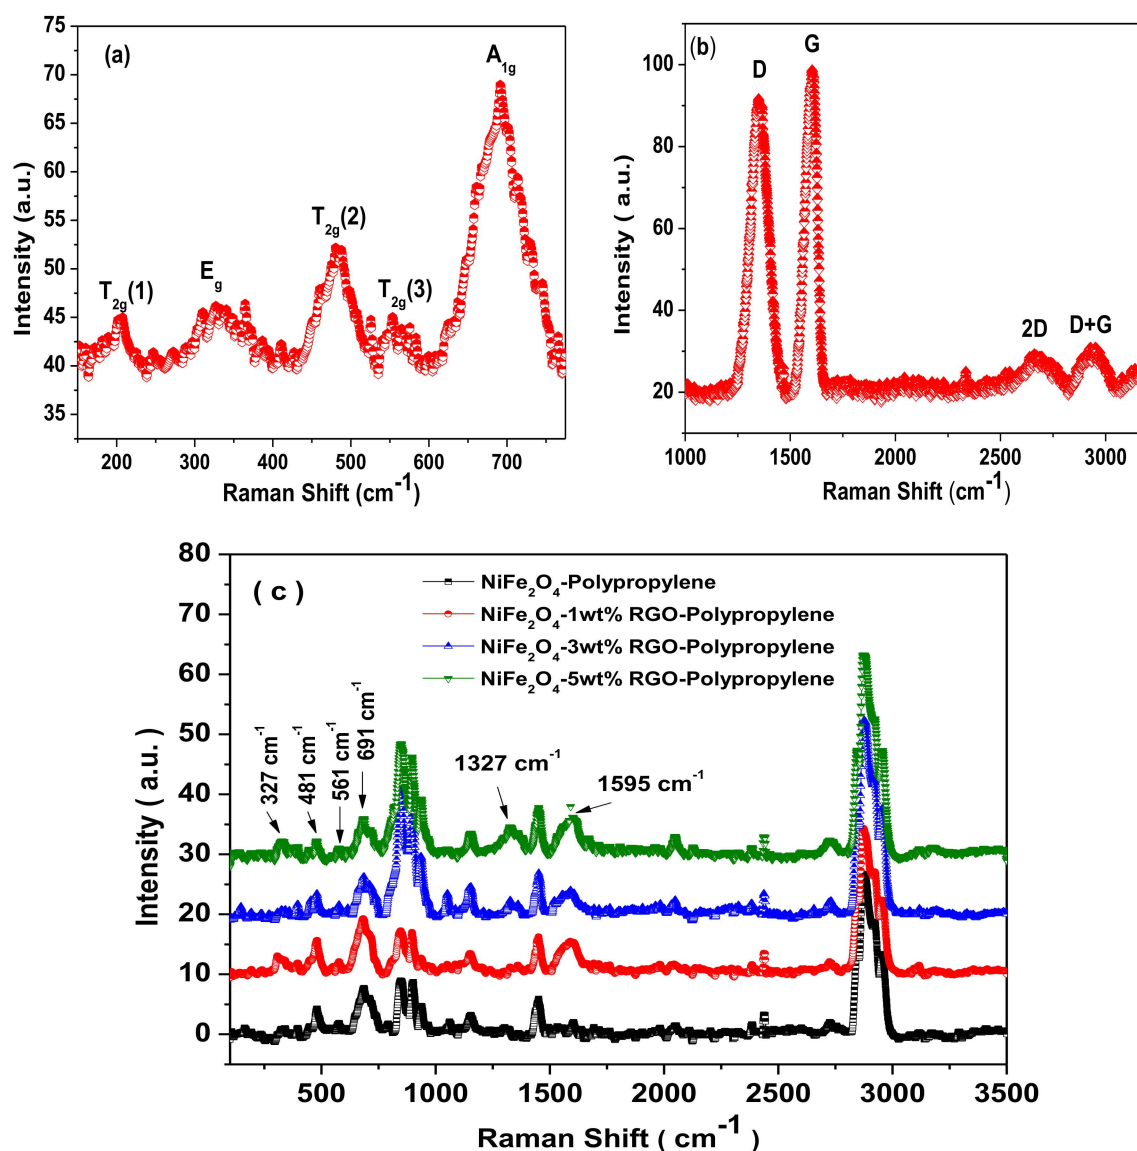 (a)
A1g
T2g(2)
Eg
T2g(1)
T2g(3)
Intensity (a.u.)
75
70
65
60
55
50
45
40
35
200 300 400 500 600 700
Raman Shift (cm-1)
(b)
G
D
2D
D+G
Intensity ( a.u.)
100
80
60
40
20
1000 1500 2000 2500 3000
Raman Shift (cm-1)
( c )
NiFe2O4-Polypropylene
NiFe2O4-1wt% RGO-Polypropylene
NiFe2O4-3wt% RGO-Polypropylene
NiFe2O4-5wt% RGO-Polypropylene
327 cm-1
481 cm-1
561 cm-1
691 cm-1
1327 cm-1
1595 cm-1
Intensity ( a.u.)
80
70
60
50
40
30
20
10
0
500 1000 1500 2000 2500 3000 3500
Raman Shift ( cm-1 )